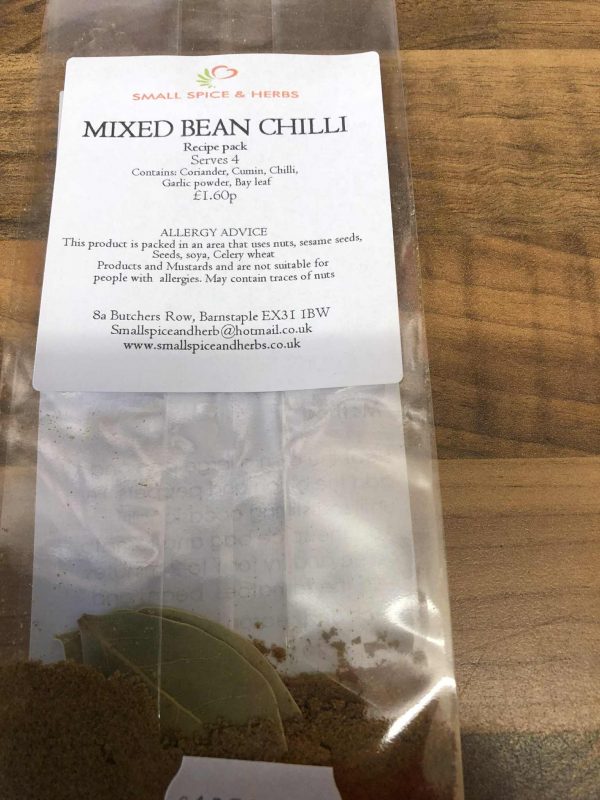 SMALL SPICE & HERBS
MIXED BEAN CHILLI
Recipe pack
Serves 4
Contains: Coriander, Cumin, Chilli,
Garlic powder, Bay leaf
£1.60p
ALLERGY ADVICE
This product is packed in an area that uses nuts, sesame seeds,
Seeds, soya, Celery wheat
Products and Mustards and are not suitable for
people with allergies. May contain traces of nuts
8a Butchers Row, Barnstaple EX31 1BW
Smallspiceandherb@hotmail.co.uk
www.smallspiceandherbs.co.uk